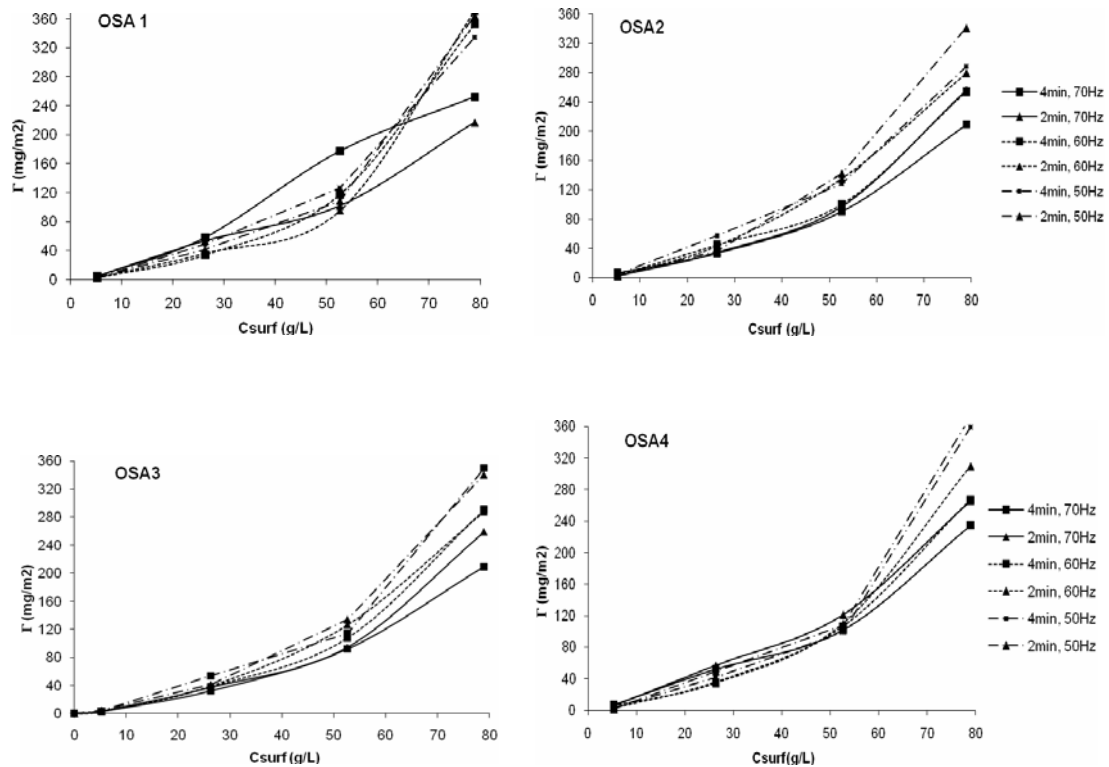 OSA 1
360
320
280
240
200
160
120
80
40
0
Γ (mg/m2)
0 10 20 30 40 50 60 70 80
Csurf (g/L)
OSA2
360
320
280
240
200
160
120
80
40
0
Γ (mg/m2)
0 10 20 30 40 50 60 70 80
Csurf (g/L)
4min, 70Hz
2min, 70Hz
4min, 60Hz
2min, 60Hz
4min, 50Hz
2min, 50Hz
OSA3
360
320
280
240
200
160
120
80
40
0
Γ (mg/m2)
0 10 20 30 40 50 60 70 80
Csurf(g/L)
OSA4
360
320
280
240
200
160
120
80
40
0
Γ (mg/m2)
0 10 20 30 40 50 60 70 80
Csurf(g/L)
4min, 70Hz
2min, 70Hz
4min, 60Hz
2min, 60Hz
4min, 50Hz
2min, 50Hz